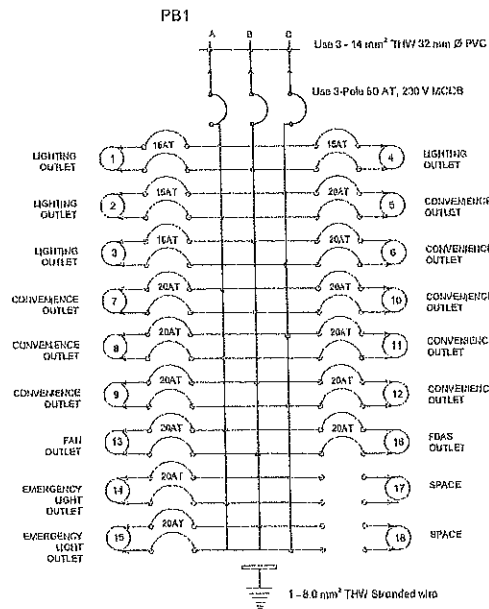 PB1
A B C
Use 3 - 14 mm² THW 32 mm Ø PVC
Use 3-Pole 60 AT, 230 V MCCB
LIGHTING OUTLET 1 15AT 15AT 4 LIGHTING OUTLET
LIGHTING OUTLET 2 15AT 20AT 5 CONVENIENCE OUTLET
LIGHTING OUTLET 3 15AT 20AT 6 CONVENIENC OUTLET
CONVENIENCE OUTLET 7 20AT 20AT 10 CONVENIENC OUTLET
CONVENIENCE OUTLET 8 20AT 20AT 11 CONVENIENC OUTLET
CONVENIENCE OUTLET 9 20AT 20AT 12 CONVENIENC OUTLET
FAN OUTLET 13 20AT 20AT 16 FDAS OUTLET
EMERGENCY LIGHT OUTLET 14 20AT 17 SPACE
EMERGENCY LIGHT OUTLET 15 20AT 18 SPACE
1 - 8.0 mm² THW Stranded wire